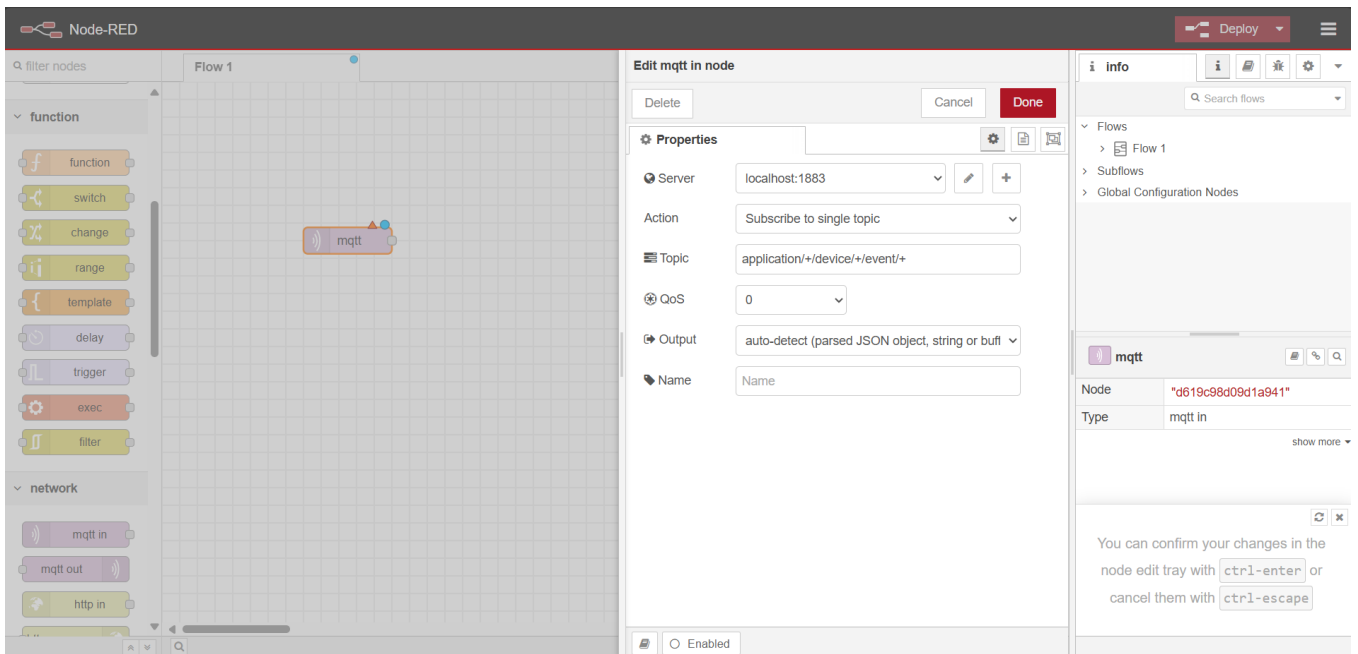 Node-RED
Deploy
filter nodes
Flow 1
function
function
switch
change
range
template
delay
trigger
exec
filter
network
mqtt in
mqtt out
http in
mqtt
Edit mqtt in node
Delete
Cancel
Done
Properties
Server
localhost:1883
Action
Subscribe to single topic
Topic
application/+/device/+/event/+
QoS
0
Output
auto-detect (parsed JSON object, string or buff
Name
Name
Enabled
i info
i
Search flows
Flows
Flow 1
Subflows
Global Configuration Nodes
mqtt
Node "d619c98d09d1a941"
Type mqtt in
show more
You can confirm your changes in the
node edit tray with ctrl-enter or
cancel them with ctrl-escape